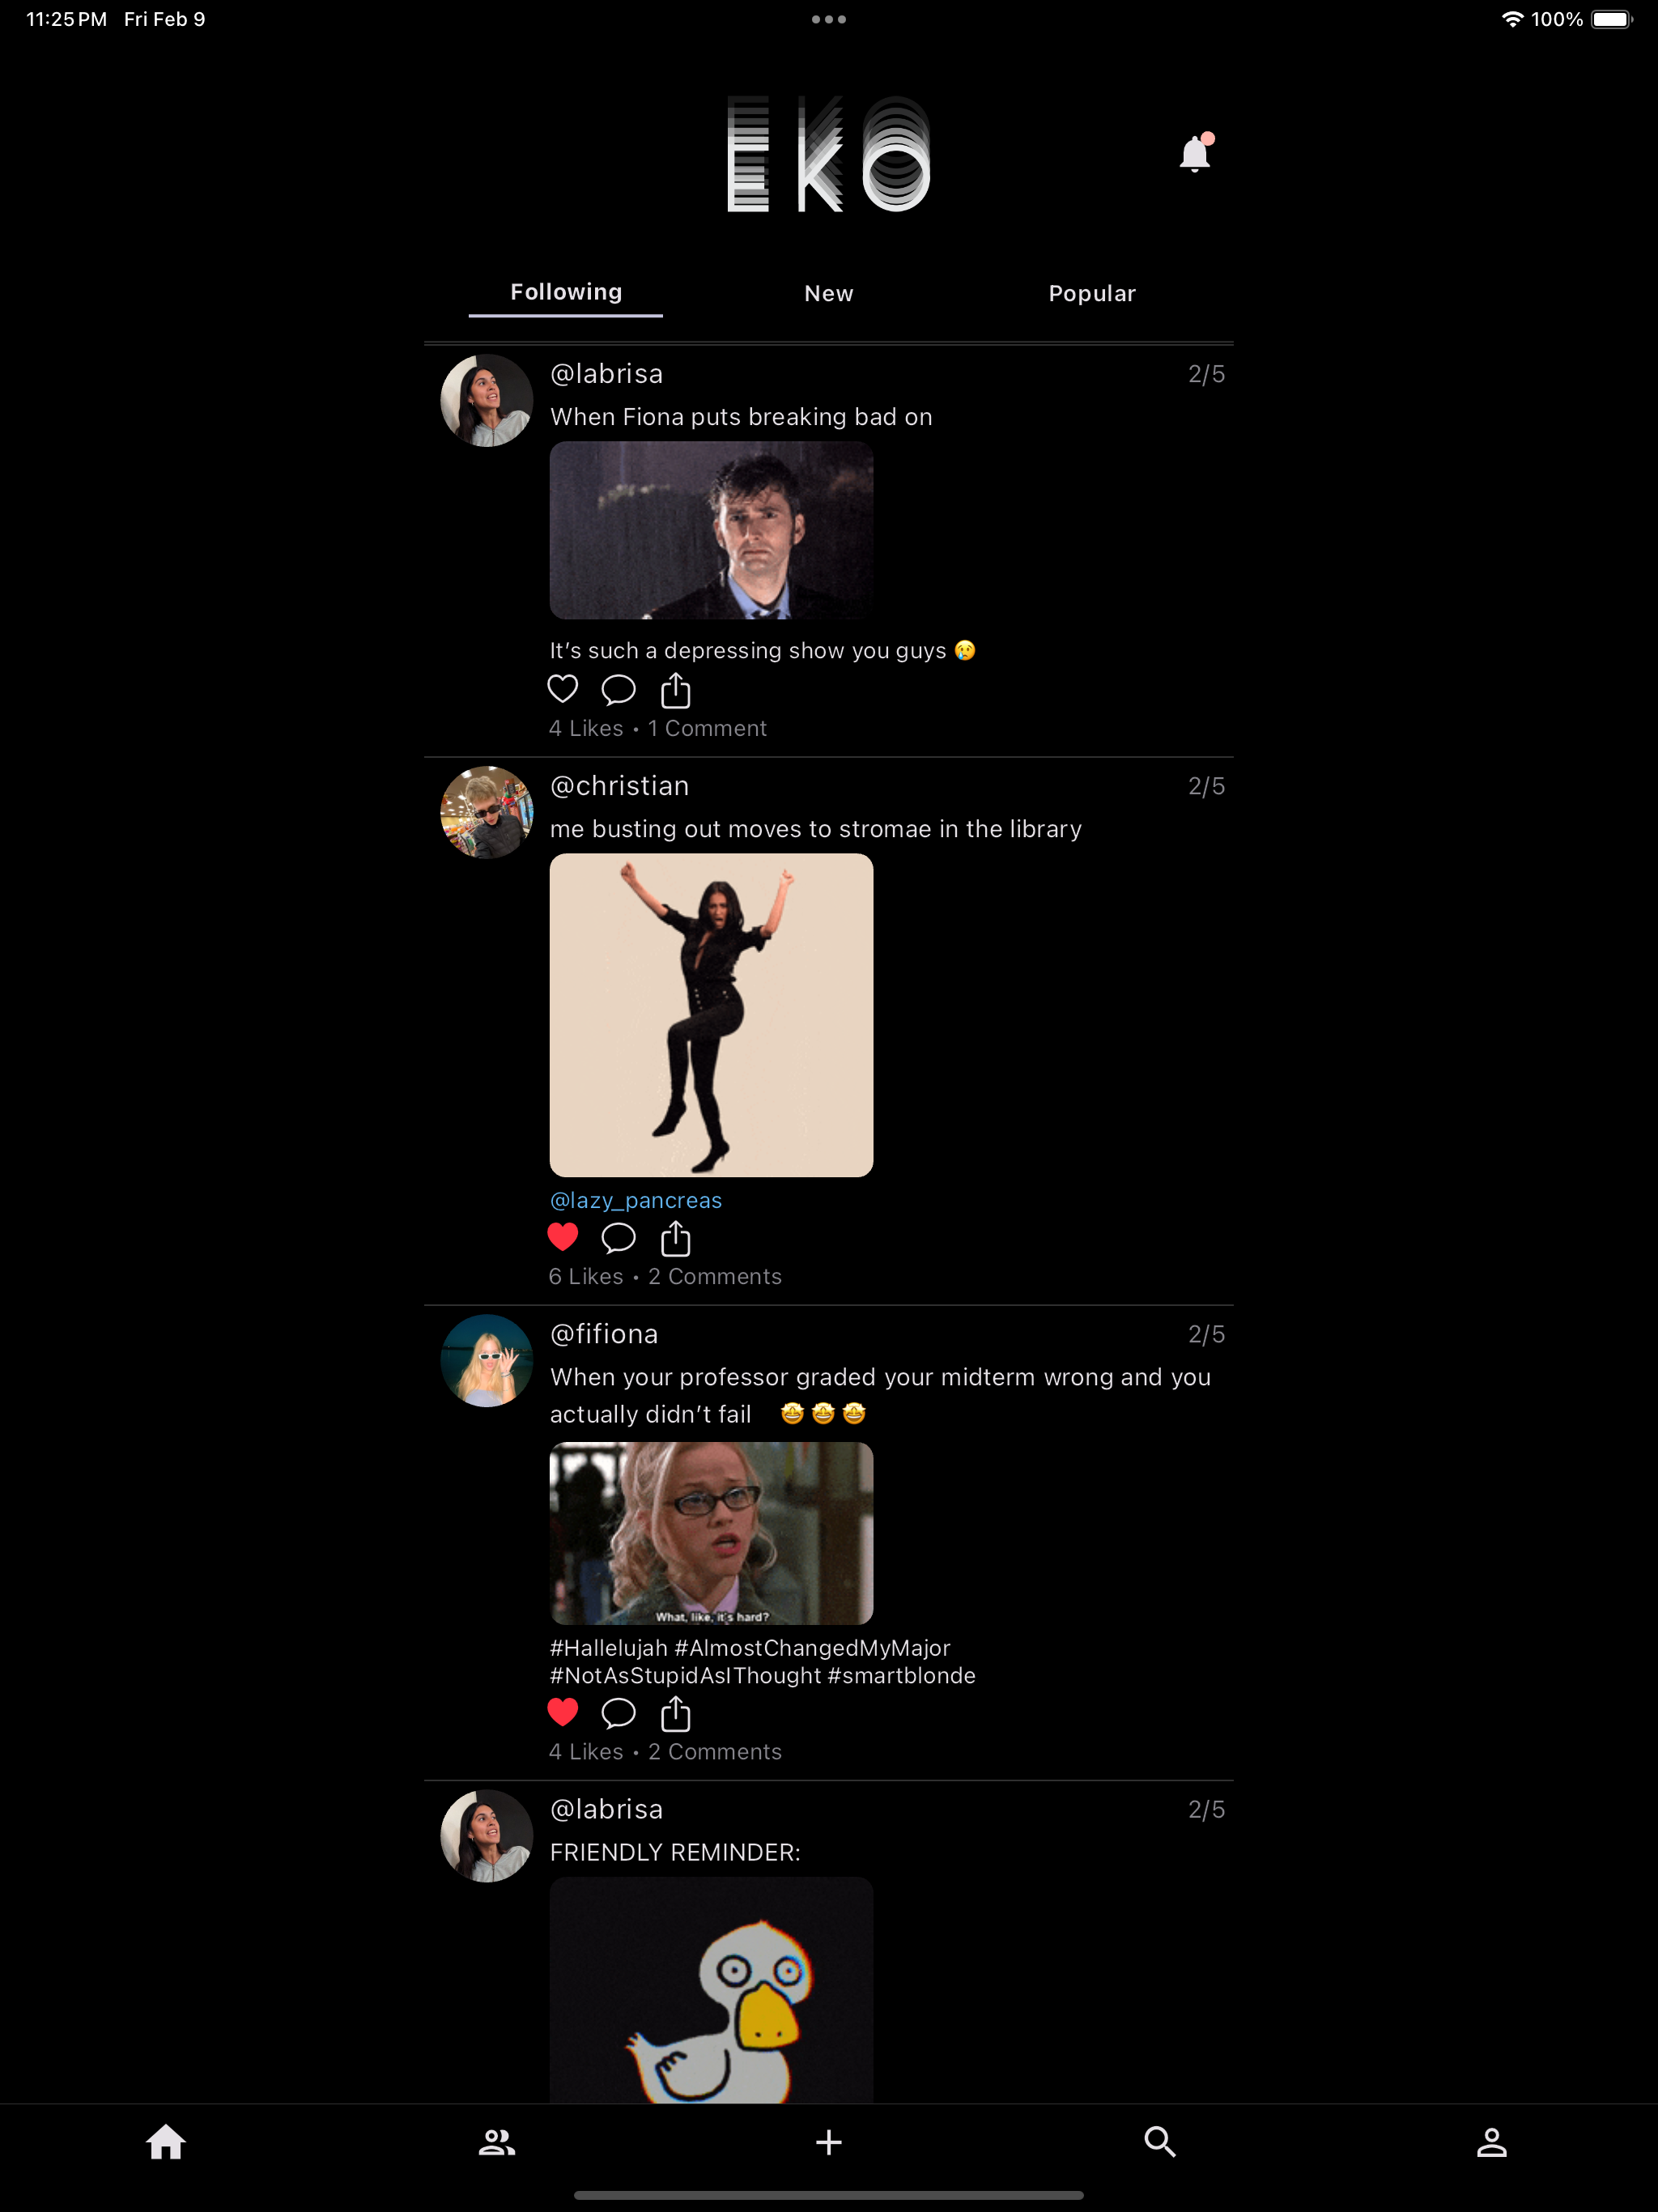 11:25 PM Fri Feb 9
100%
EKO
Following New Popular
@labrisa 2/5
When Fiona puts breaking bad on
It's such a depressing show you guys 😢
4 Likes • 1 Comment
@christian 2/5
me busting out moves to stromae in the library
@lazy_pancreas
6 Likes • 2 Comments
@fifiona 2/5
When your professor graded your midterm wrong and you
actually didn't fail 🤩🤩🤩
What, like, it's hard?
#Hallelujah #AlmostChangedMyMajor
#NotAsStupidAsIThought #smartblonde
4 Likes • 2 Comments
@labrisa 2/5
FRIENDLY REMINDER: